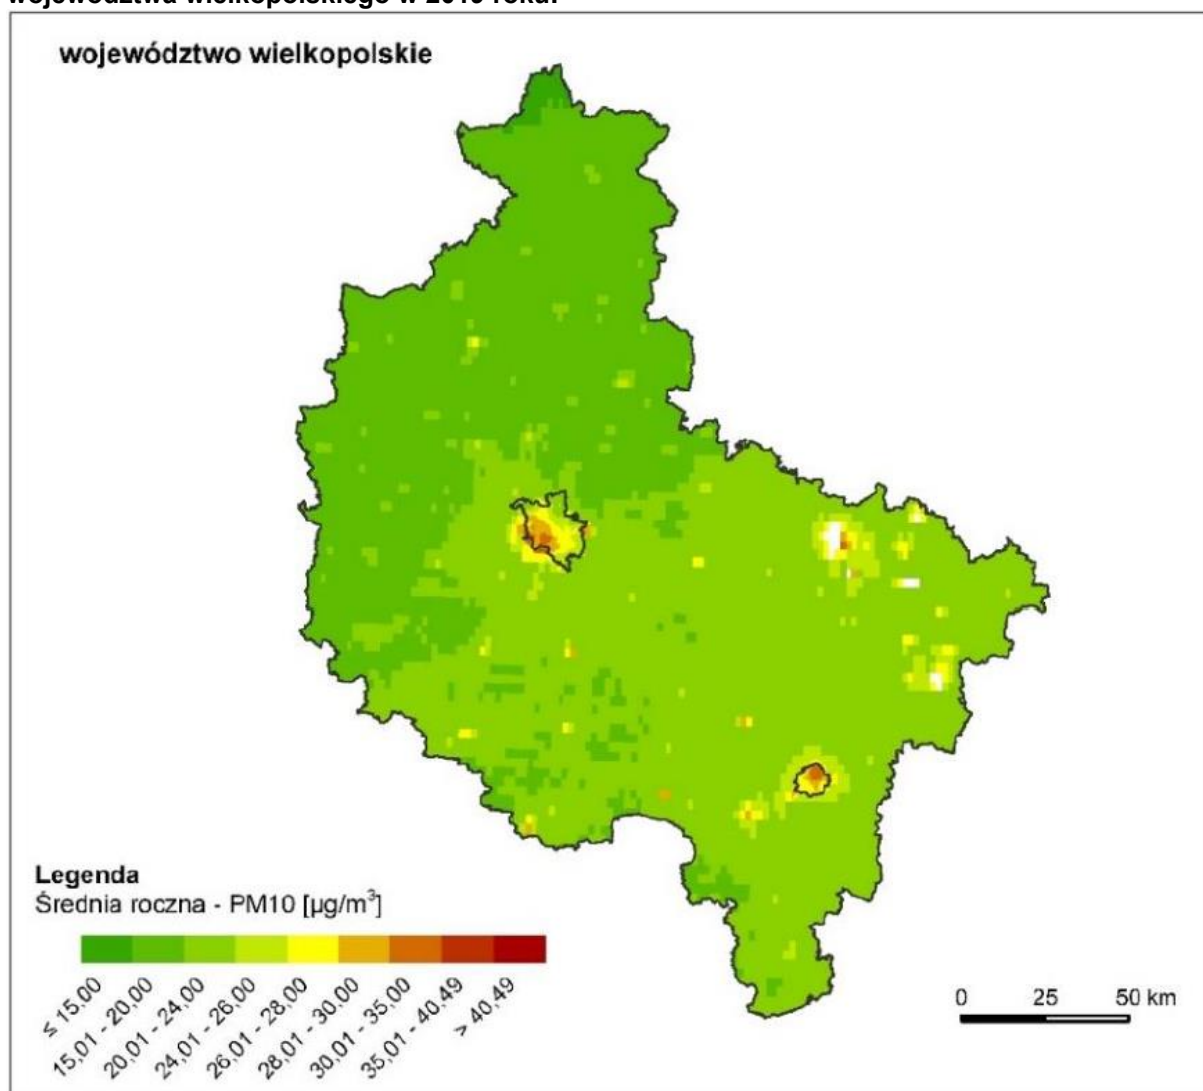 województwa wielkopolskiego w 2018 roku.
województwo wielkopolskie
Legenda
Średnia roczna - PM10 [µg/m³]
≤ 15,00
15,01 - 20,00
20,01 - 24,00
24,01 - 26,00
26,01 - 28,00
28,01 - 30,00
30,01 - 35,00
35,01 - 40,49
> 40,49
0 25 50 km